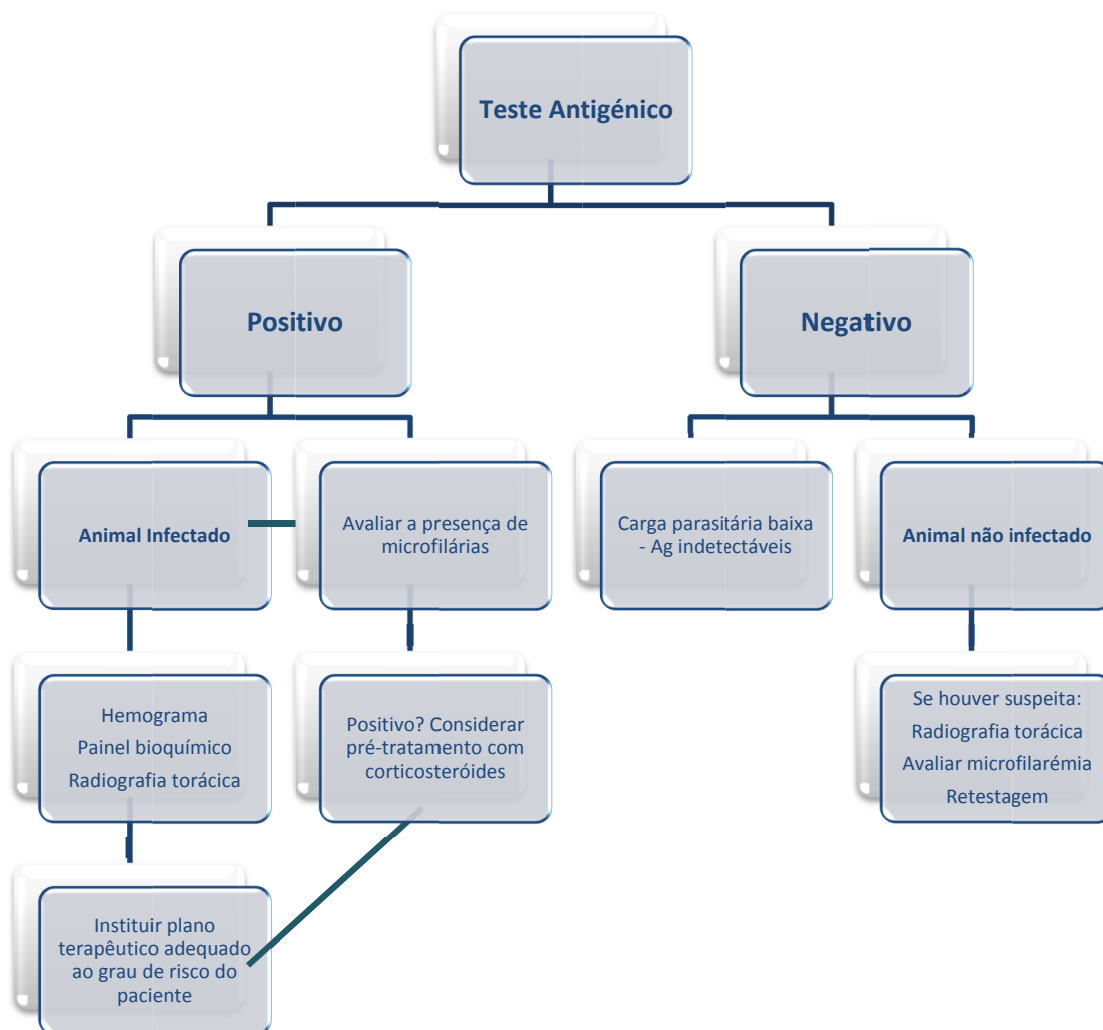 Teste Antigénico
Positivo
Negativo
Animal Infectado
Avaliar a presença de
microfilárias
Carga parasitária baixa
- Ag indetectáveis
Animal não infectado
Hemograma
Painel bioquímico
Radiografia torácica
Positivo? Considerar
pré-tratamento com
corticosteróides
Se houver suspeita:
Radiografia torácica
Avaliar microfilarémia
Retestagem
Instituir plano
terapêutico adequado
ao grau de risco do
paciente